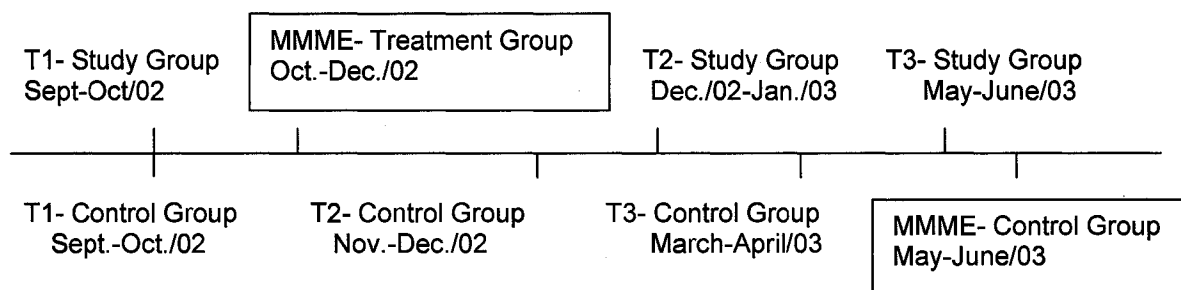 T1- Study Group
Sept-Oct/02
MMME- Treatment Group
Oct.-Dec./02
T2- Study Group
Dec./02-Jan./03
T3- Study Group
May-June/03
T1- Control Group
Sept.-Oct./02
T2- Control Group
Nov.-Dec./02
T3- Control Group
March-April/03
MMME- Control Group
May-June/03